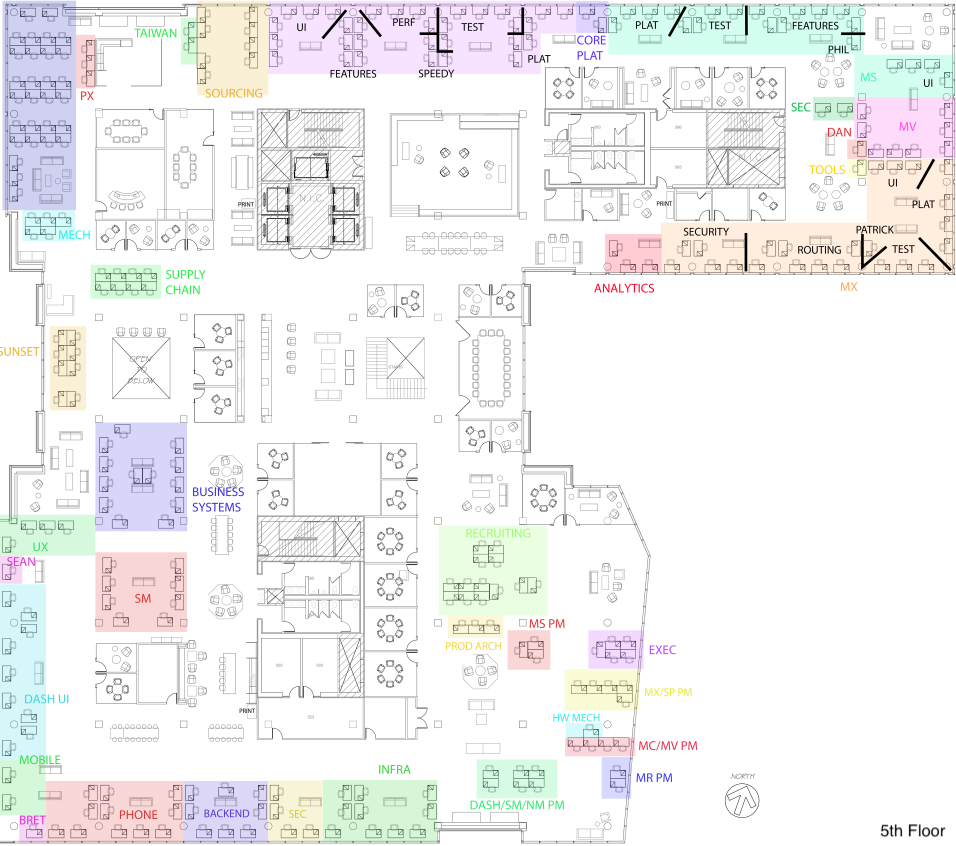 TAIWAN
UI
PERF
TEST
FEATURES
SPEEDY
PLAT
CORE
PLAT
PLAT
TEST
FEATURES
PHIL
PX
SOURCING
MS
UI
SEC
MV
DAN
TOOLS
UI
PLAT
PRINT
N.I.C
PRINT
MECH
SECURITY
PATRICK
ROUTING
TEST
SUPPLY
CHAIN
ANALYTICS
MX
SUNSET
OPEN
TO
BELOW
BUSINESS
SYSTEMS
UX
RECRUITING
SEAN
SM
MS PM
PROD ARCH
EXEC
DASH UI
MX/SP PM
PRINT
HW MECH
MC/MV PM
MOBILE
INFRA
MR PM
DASH/SM/NM PM
NORTH
BRET
PHONE
BACKEND
SEC
5th Floor